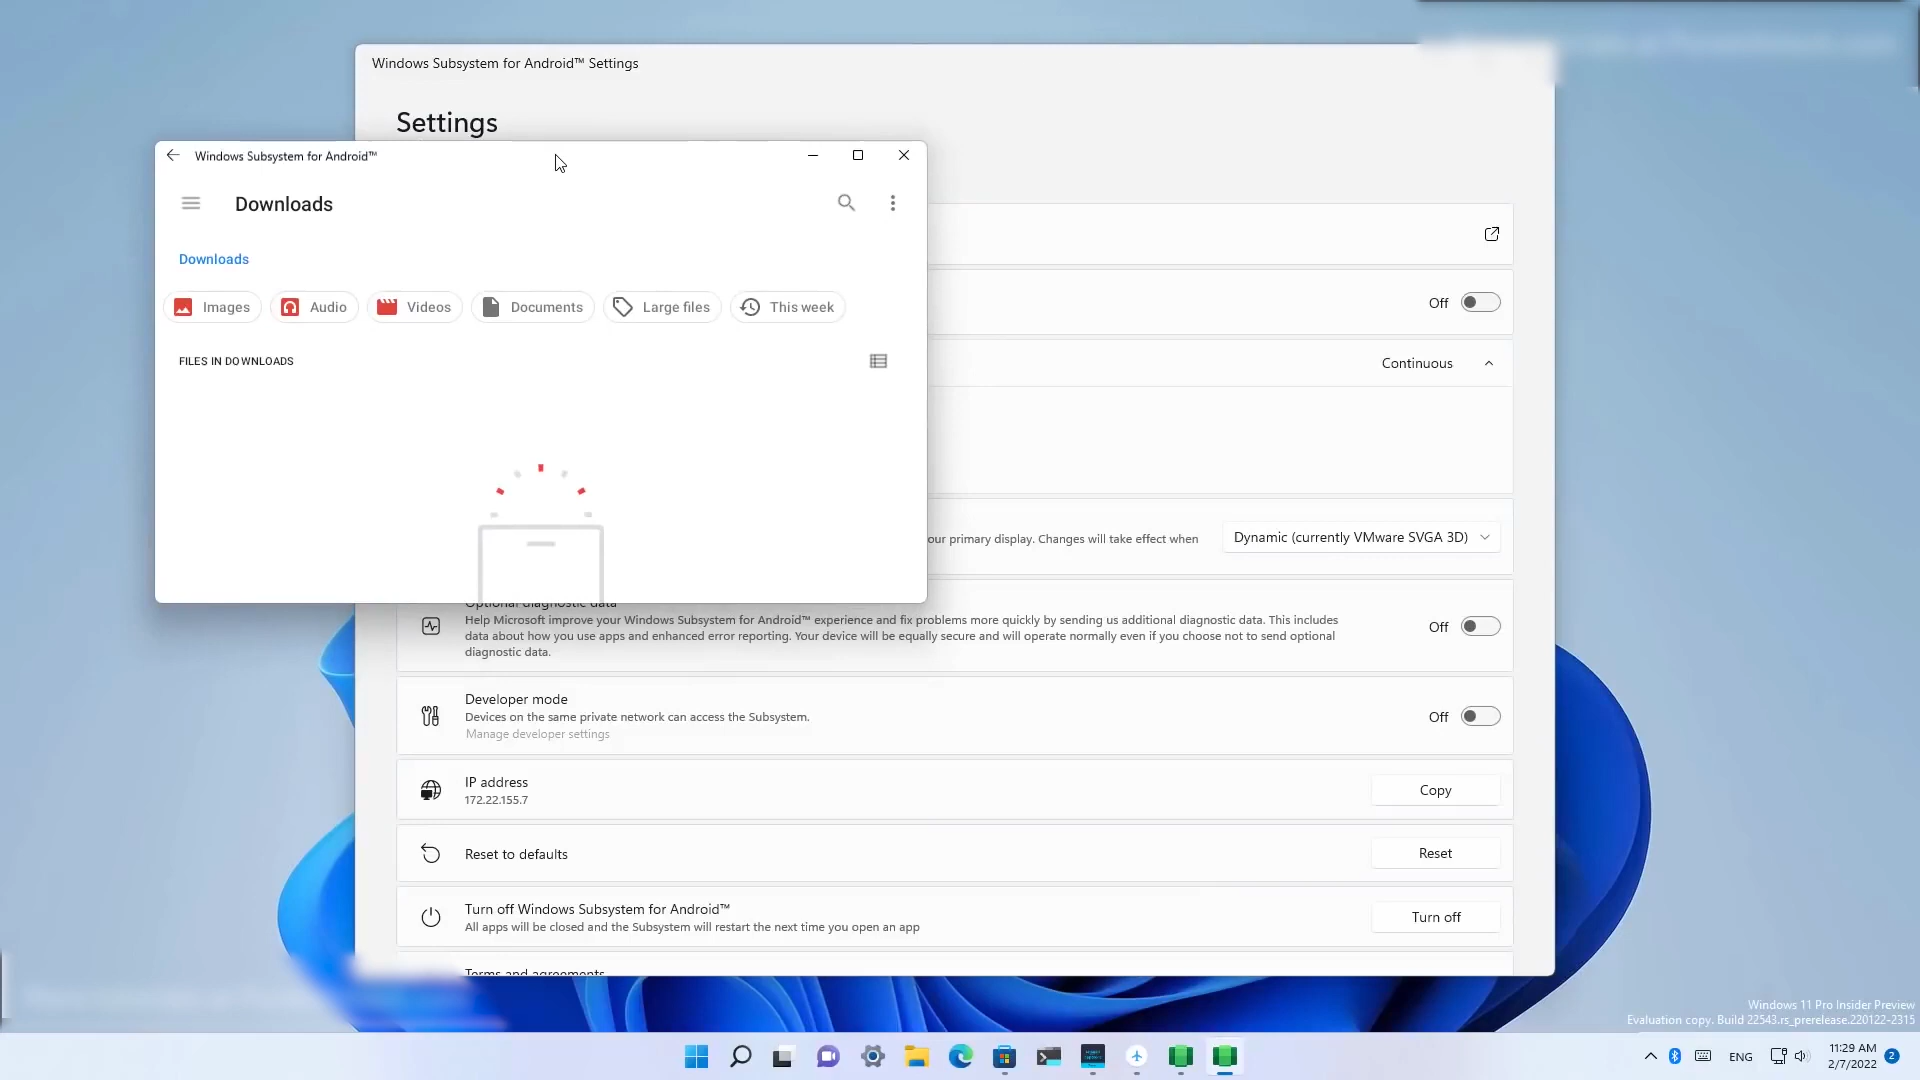 Windows Subsystem for Android™ Settings
Settings
Windows Subsystem for Android™
Downloads
Downloads
Images
Audio
Videos
Documents
Large files
This week
FILES IN DOWNLOADS
Off
Continuous
our primary display. Changes will take effect when
Dynamic (currently VMware SVGA 3D)
Optional diagnostic data
Help Microsoft improve your Windows Subsystem for Android™ experience and fix problems more quickly by sending us additional diagnostic data. This includes
data about how you use apps and enhanced error reporting. Your device will be equally secure and will operate normally even if you choose not to send optional
diagnostic data.
Off
Developer mode
Devices on the same private network can access the Subsystem.
Manage developer settings
Off
IP address
172.22.155.7
Copy
Reset to defaults
Reset
Turn off Windows Subsystem for Android™
All apps will be closed and the Subsystem will restart the next time you open an app
Turn off
Terms and agreements
Windows 11 Pro Insider Preview
Evaluation copy. Build 22543.rs_prerelease.220122-2315
ENG
11:29 AM
2/7/2022
2